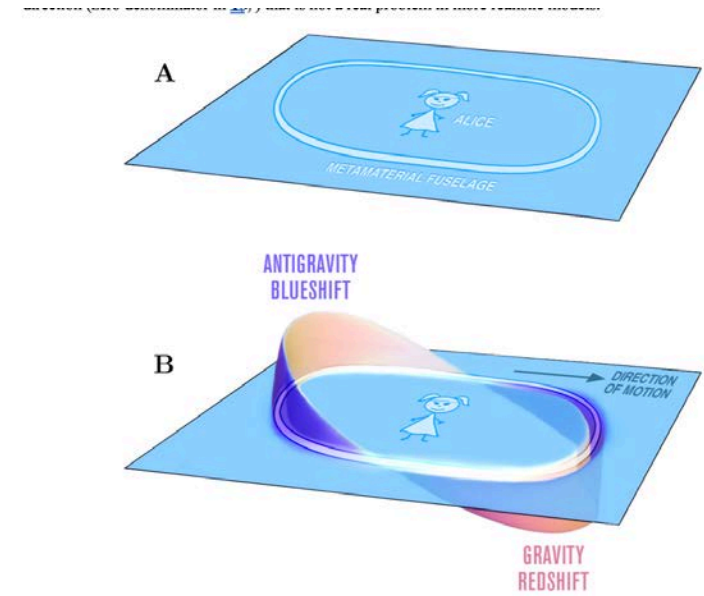 A
ALICE
METAMATERIAL FUSELAGE
ANTIGRAVITY
BLUESHIFT
B
DIRECTION
OF MOTION
GRAVITY
REDSHIFT